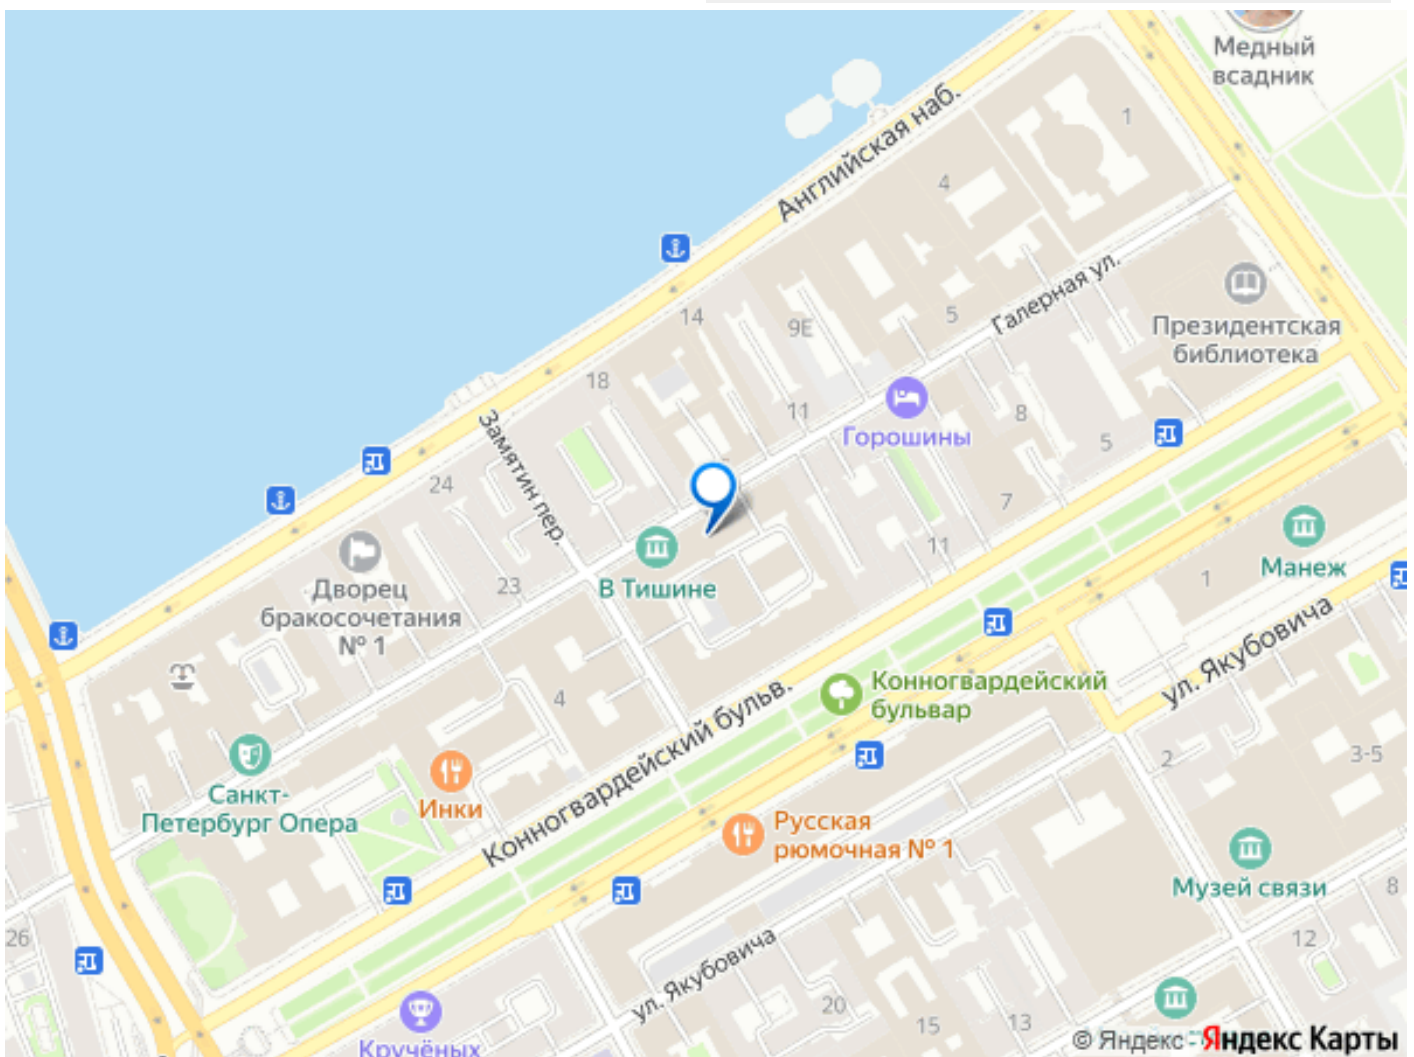 Медный
всадник
Английская наб.
1
4
Галерная ул.
5
14
9Е
Президентская
библиотека
18
11
8
Горошины
5
Замятин пер.
24
7
11
Манеж
1
В Тишине
23
Дворец
бракосочетания
№ 1
ул. Якубовича
Конногвардейский
бульвар
4
Конногвардейский бульв.
2
3-5
Санкт-
Петербург Опера
Инки
Русская
рюмочная № 1
Музей связи
8
26
12
ул. Якубовича
20
15
13
Кручёных
© Яндекс
Яндекс Карты